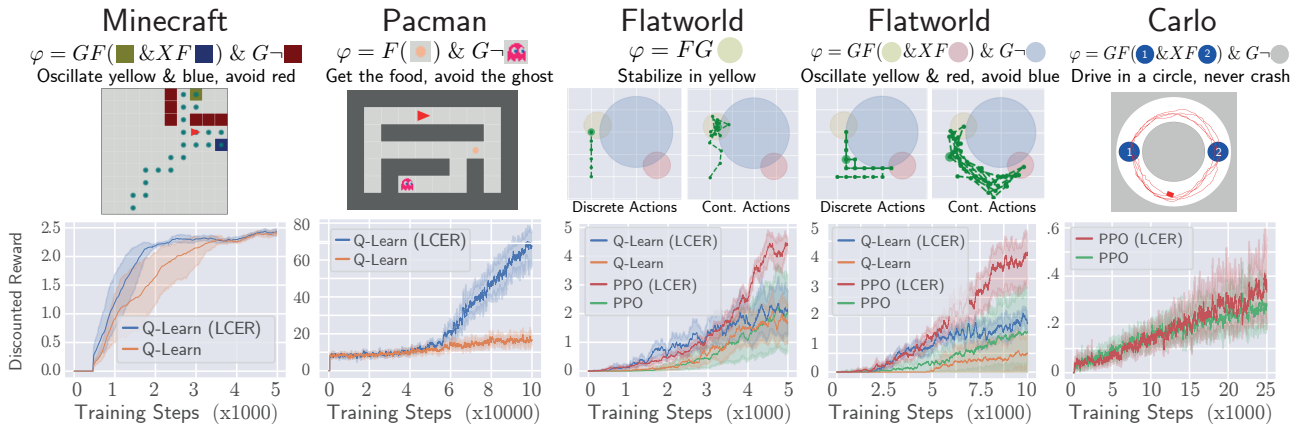 Minecraft
φ = GF( &XF ) & G¬
Oscillate yellow & blue, avoid red
Discounted Reward
2.5
2.0
1.5
1.0
0.5
0.0
Q-Learn (LCER)
Q-Learn
0 1 2 3 4 5
Training Steps (x1000)
Pacman
φ = F( ) & G¬
Get the food, avoid the ghost
80
60
40
20
0
Q-Learn (LCER)
Q-Learn
0 2 4 6 8 10
Training Steps (x10000)
Flatworld
φ = FG
Stabilize in yellow
Discrete Actions
Cont. Actions
5
4
3
2
1
0
Q-Learn (LCER)
Q-Learn
PPO (LCER)
PPO
0 1 2 3 4 5
Training Steps (x1000)
Flatworld
φ = GF( &XF ) & G¬
Oscillate yellow & red, avoid blue
Discrete Actions
Cont. Actions
5
4
3
2
1
0
Q-Learn (LCER)
Q-Learn
PPO (LCER)
PPO
0 2.5 5 7.5 10
Training Steps (x1000)
Carlo
φ = GF( 1 &XF 2 ) & G¬
Drive in a circle, never crash
1
2
.6
.4
.2
0
PPO (LCER)
PPO
0 5 10 15 20 25
Training Steps (x1000)